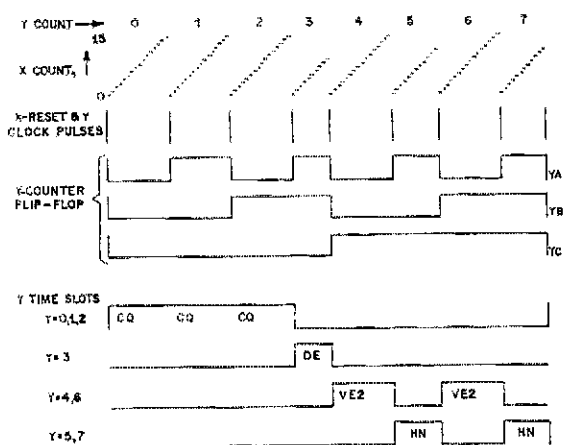 Y COUNT → 0 1 2 3 4 5 6 7
15
X COUNT, ↑
0
X-RESET & Y
CLOCK PULSES
Y-COUNTER
FLIP-FLOP
YA
YB
YC
Y TIME SLOTS
Y=0,1,2 CQ CQ CQ
Y=3 DE
Y=4,6 VE2 VE2
Y=5,7 HN HN